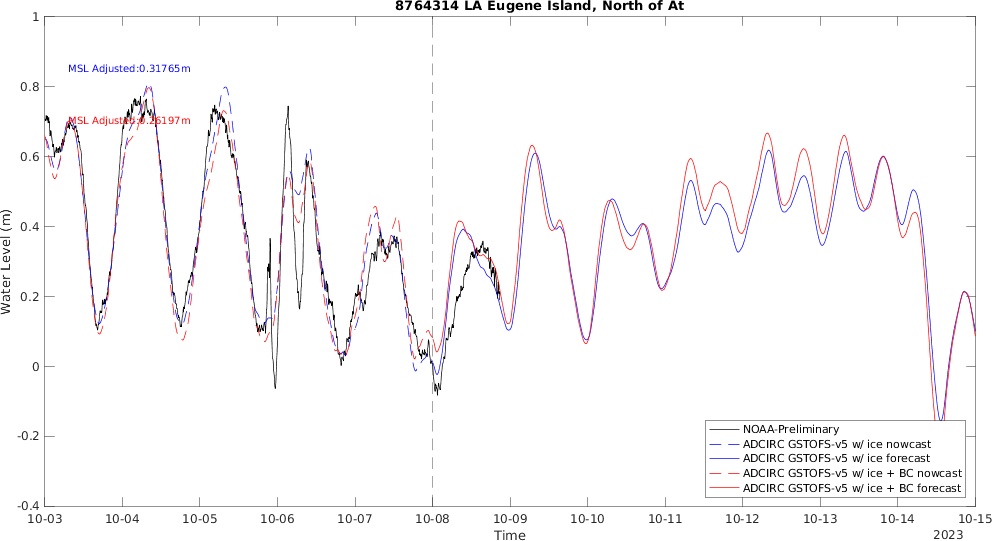 8764314 LA Eugene Island, North of At
1
0.8
0.6
0.4
0.2
0
-0.2
-0.4
Water Level (m)
MSL Adjusted:0.31765m
MSL Adjusted:0.26197m
NOAA-Preliminary
ADCIRC GSTOFS-v5 w/ ice nowcast
ADCIRC GSTOFS-v5 w/ ice forecast
ADCIRC GSTOFS-v5 w/ ice + BC nowcast
ADCIRC GSTOFS-v5 w/ ice + BC forecast
10-03 10-04 10-05 10-06 10-07 10-08 10-09 10-10 10-11 10-12 10-13 10-14 10-15
Time
2023